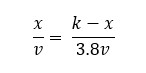 x/v = (k − x)/3.8v